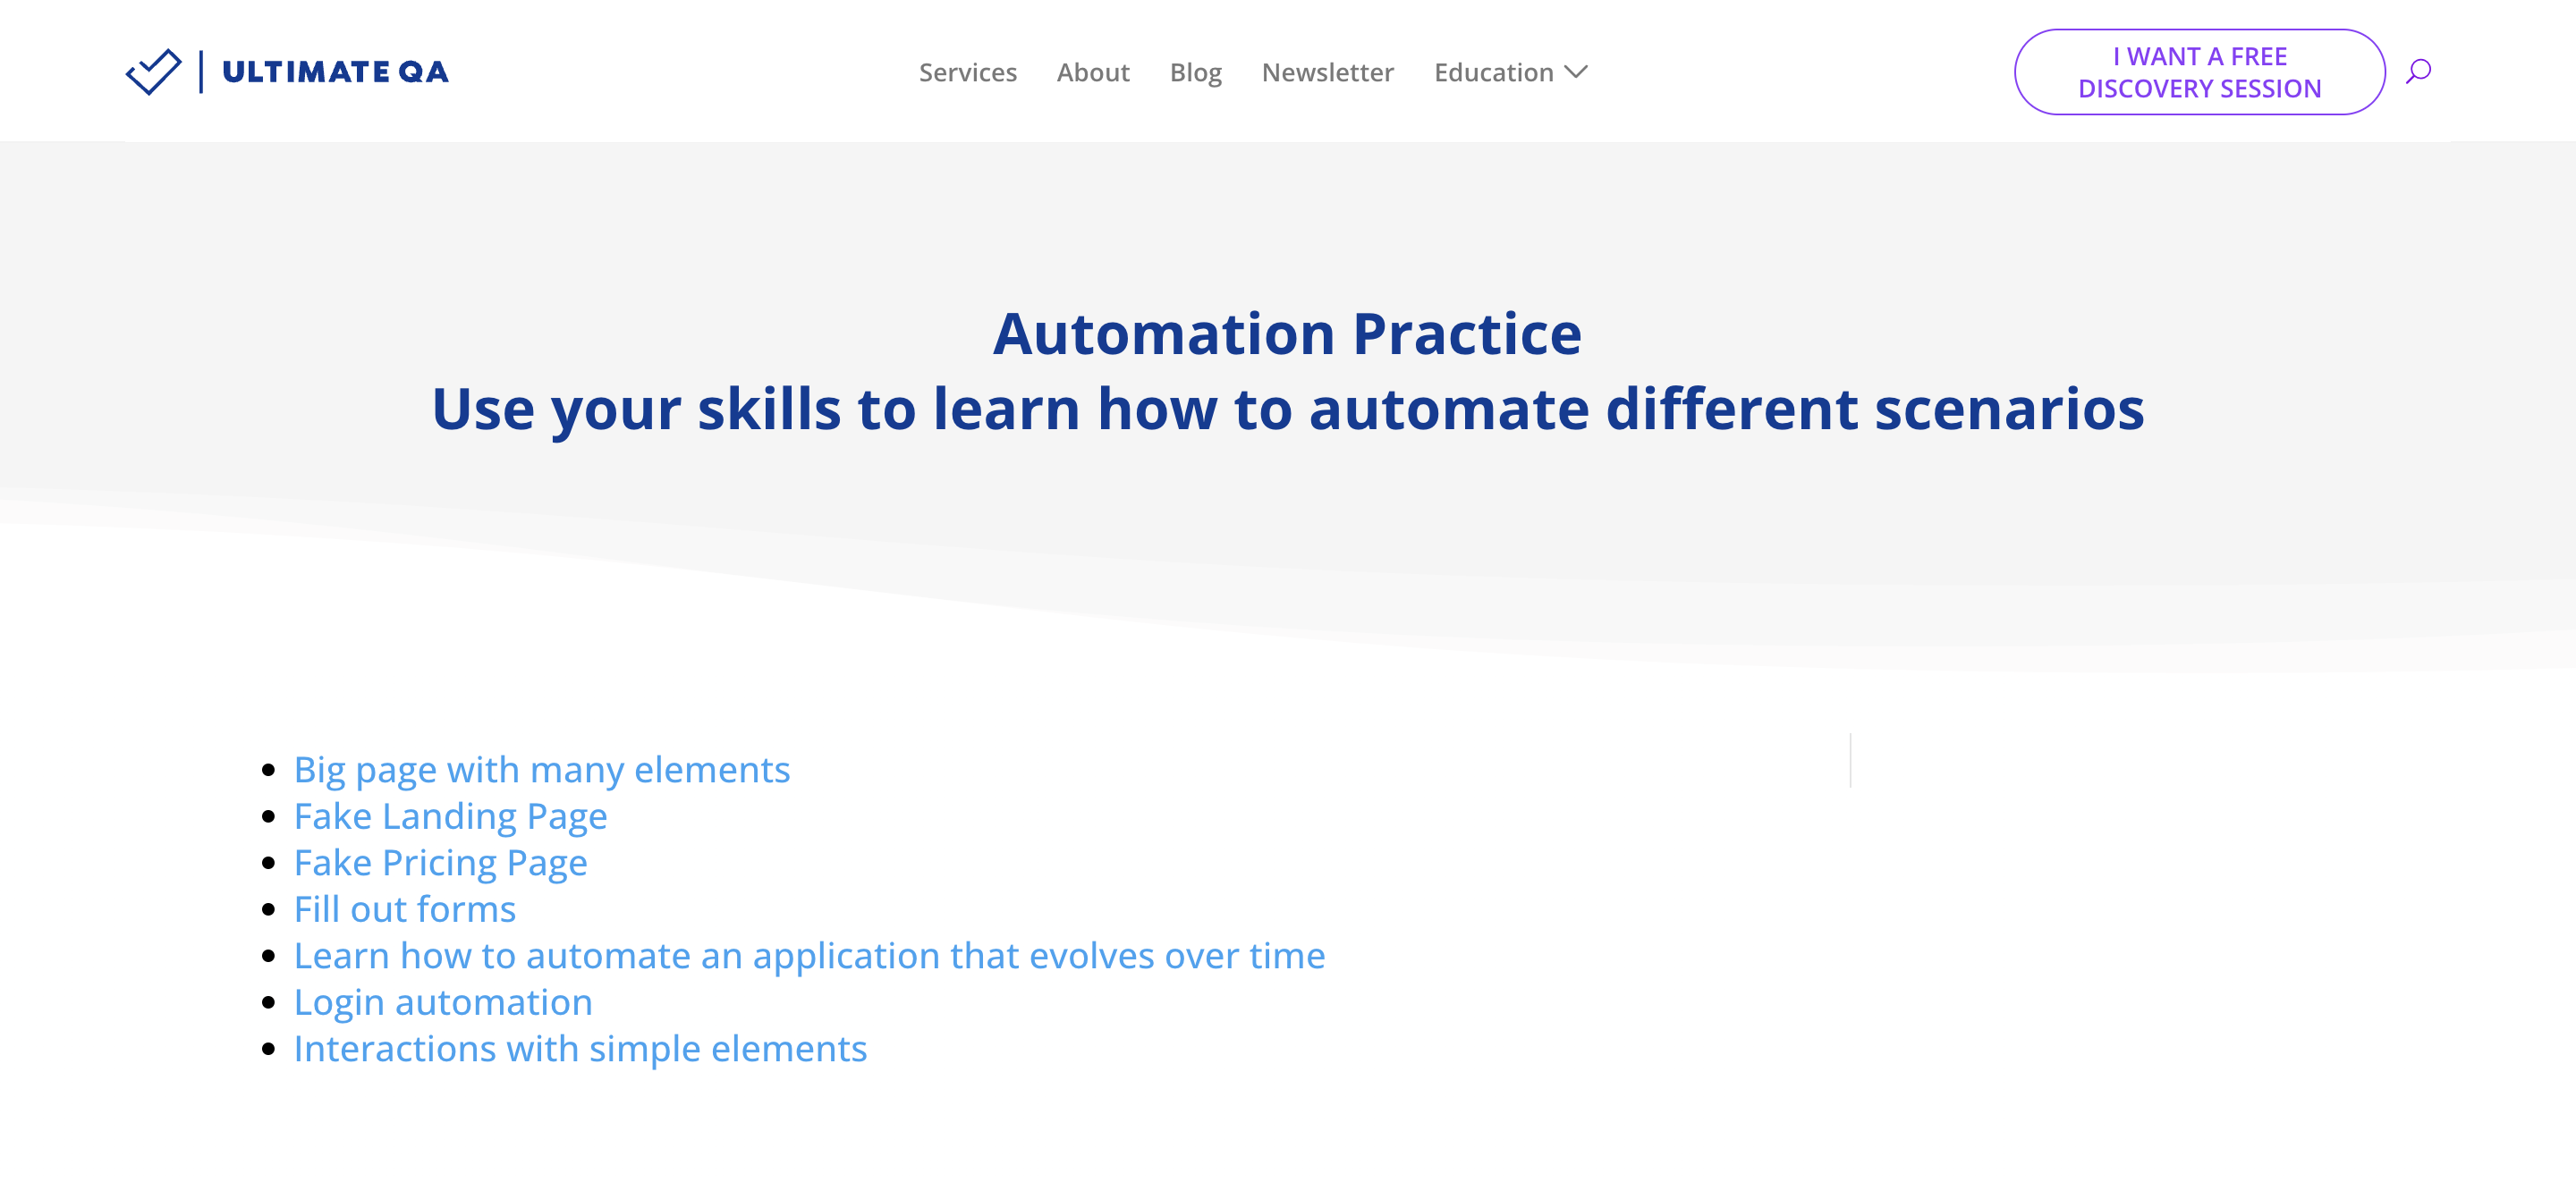 ULTIMATE QA
Services About Blog Newsletter Education
I WANT A FREE
DISCOVERY SESSION
Automation Practice
Use your skills to learn how to automate different scenarios
Big page with many elements
Fake Landing Page
Fake Pricing Page
Fill out forms
Learn how to automate an application that evolves over time
Login automation
Interactions with simple elements